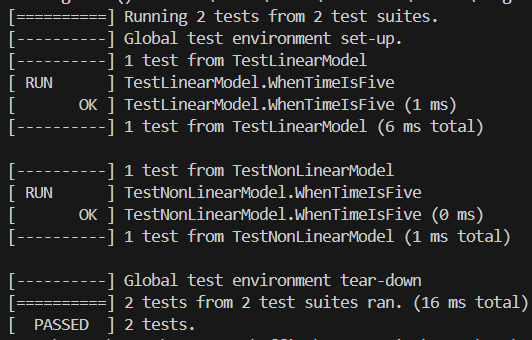 [==========] Running 2 tests from 2 test suites.
[----------] Global test environment set-up.
[----------] 1 test from TestLinearModel
[ RUN      ] TestLinearModel.WhenTimeIsFive
[       OK ] TestLinearModel.WhenTimeIsFive (1 ms)
[----------] 1 test from TestLinearModel (6 ms total)

[----------] 1 test from TestNonLinearModel
[ RUN      ] TestNonLinearModel.WhenTimeIsFive
[       OK ] TestNonLinearModel.WhenTimeIsFive (0 ms)
[----------] 1 test from TestNonLinearModel (1 ms total)

[----------] Global test environment tear-down
[==========] 2 tests from 2 test suites ran. (16 ms total)
[  PASSED  ] 2 tests.